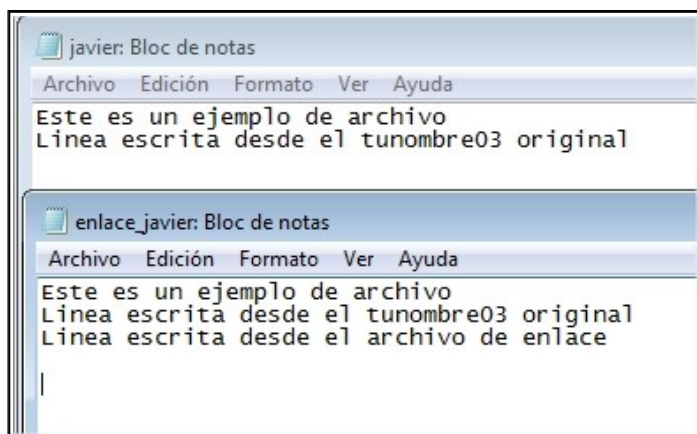 javier: Bloc de notas
Archivo Edición Formato Ver Ayuda
Este es un ejemplo de archivo
Linea escrita desde el tunombre03 original
enlace_javier: Bloc de notas
Archivo Edición Formato Ver Ayuda
Este es un ejemplo de archivo
Linea escrita desde el tunombre03 original
Linea escrita desde el archivo de enlace